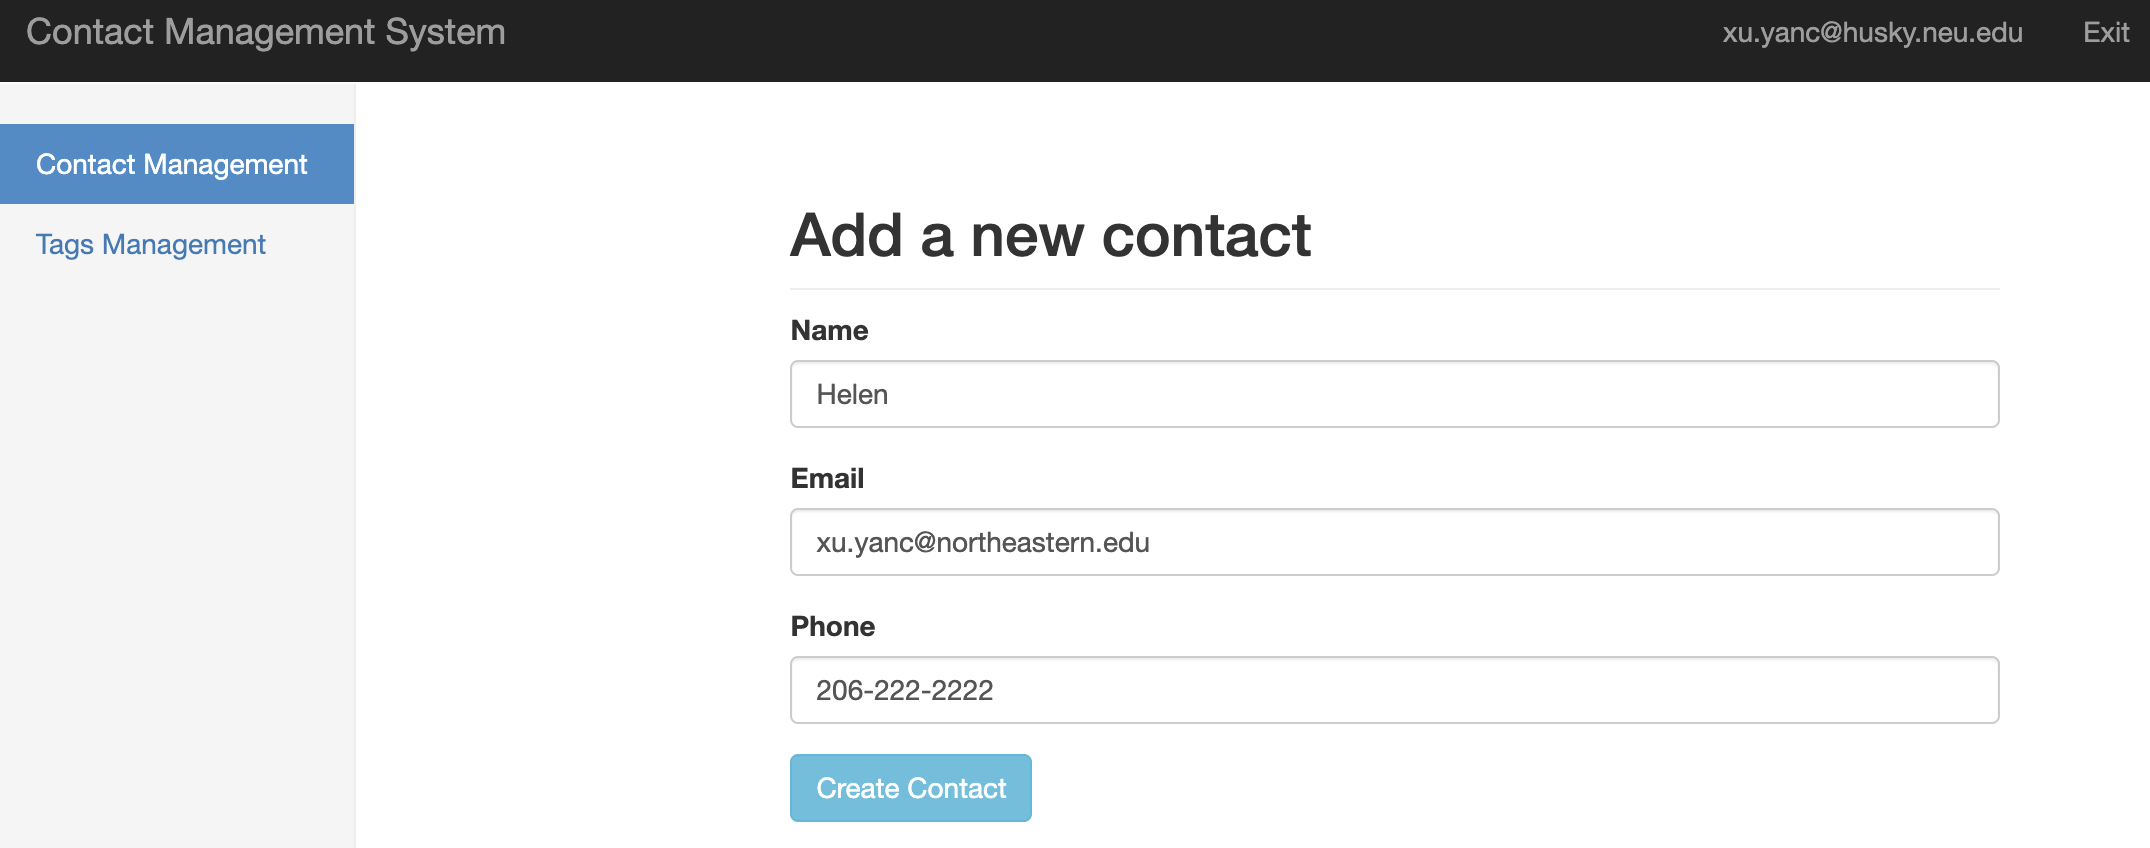 Contact Management System
xu.yanc@husky.neu.edu
Exit
Contact Management
Tags Management
Add a new contact
Name
Helen
Email
xu.yanc@northeastern.edu
Phone
206-222-2222
Create Contact